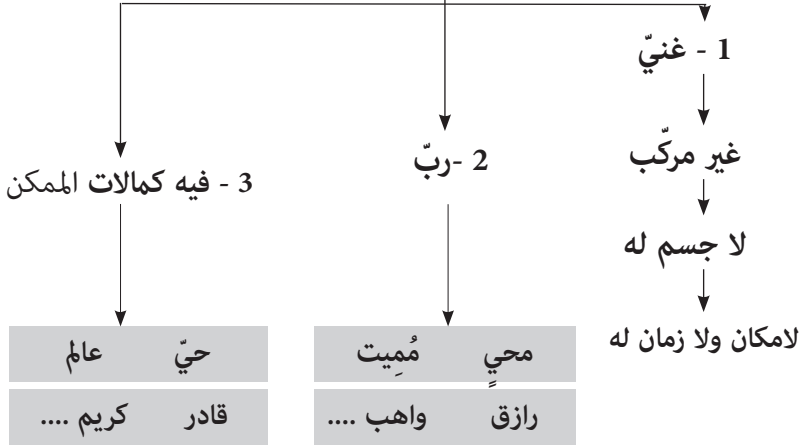 1 - غنيّ
غير مركّب
لا جسم له
لامكان ولا زمان له
2 -ربّ
محيٍ مُمِيت
رازق واهب ....
3 - فيه كمالات الممكن
حيّ عالم
قادر كريم ....